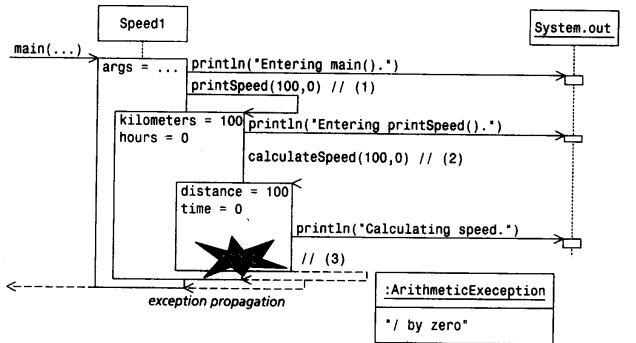 Speed1
System.out
main(...)
args = ...
println("Entering main().")
printSpeed(100,0) // (1)
kilometers = 100
hours = 0
println("Entering printSpeed().")
calculateSpeed(100,0) // (2)
distance = 100
time = 0
println("Calculating speed.")
// (3)
exception propagation
:ArithmeticExeception
"/ by zero"